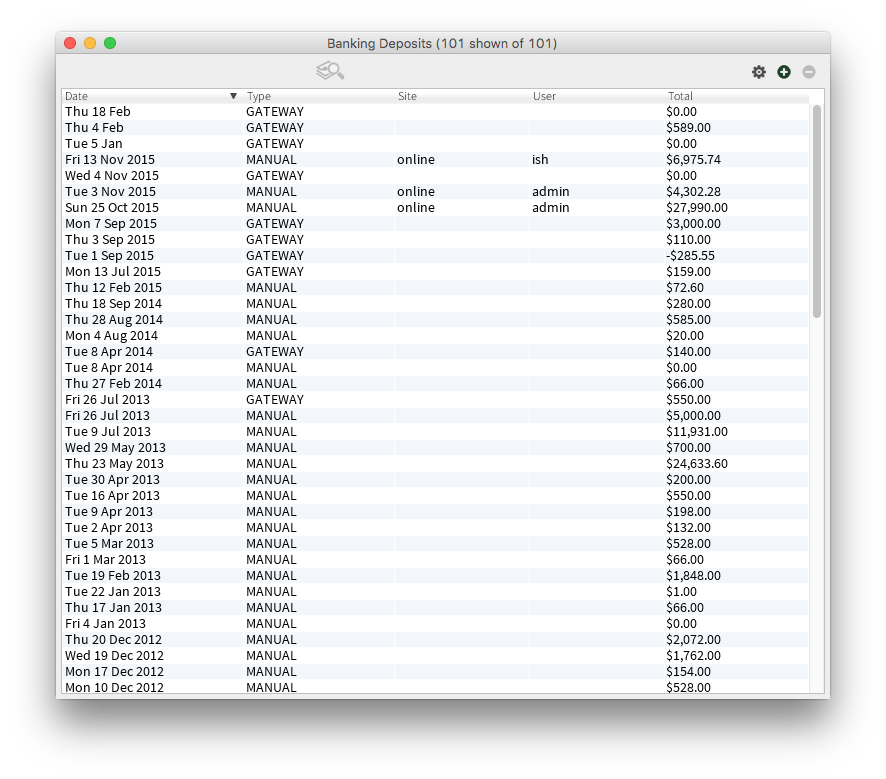 Banking Deposits (101 shown of 101)
Date Type Site User Total
Thu 18 Feb GATEWAY $0.00
Thu 4 Feb GATEWAY $589.00
Tue 5 Jan GATEWAY $0.00
Fri 13 Nov 2015 MANUAL online ish $6,975.74
Wed 4 Nov 2015 GATEWAY $0.00
Tue 3 Nov 2015 MANUAL online admin $4,302.28
Sun 25 Oct 2015 MANUAL online admin $27,990.00
Mon 7 Sep 2015 GATEWAY $3,000.00
Thu 3 Sep 2015 GATEWAY $110.00
Tue 1 Sep 2015 GATEWAY -$285.55
Mon 13 Jul 2015 GATEWAY $159.00
Thu 12 Feb 2015 MANUAL $72.60
Thu 18 Sep 2014 MANUAL $280.00
Thu 28 Aug 2014 MANUAL $585.00
Mon 4 Aug 2014 MANUAL $20.00
Tue 8 Apr 2014 GATEWAY $140.00
Tue 8 Apr 2014 MANUAL $0.00
Thu 27 Feb 2014 MANUAL $66.00
Fri 26 Jul 2013 GATEWAY $550.00
Fri 26 Jul 2013 MANUAL $5,000.00
Tue 9 Jul 2013 MANUAL $11,931.00
Wed 29 May 2013 MANUAL $700.00
Thu 23 May 2013 MANUAL $24,633.60
Tue 30 Apr 2013 MANUAL $200.00
Tue 16 Apr 2013 MANUAL $550.00
Tue 9 Apr 2013 MANUAL $198.00
Tue 2 Apr 2013 MANUAL $132.00
Tue 5 Mar 2013 MANUAL $528.00
Fri 1 Mar 2013 MANUAL $66.00
Tue 19 Feb 2013 MANUAL $1,848.00
Tue 22 Jan 2013 MANUAL $1.00
Thu 17 Jan 2013 MANUAL $66.00
Fri 4 Jan 2013 MANUAL $0.00
Thu 20 Dec 2012 MANUAL $2,072.00
Wed 19 Dec 2012 MANUAL $1,762.00
Mon 17 Dec 2012 MANUAL $154.00
Mon 10 Dec 2012 MANUAL $528.00